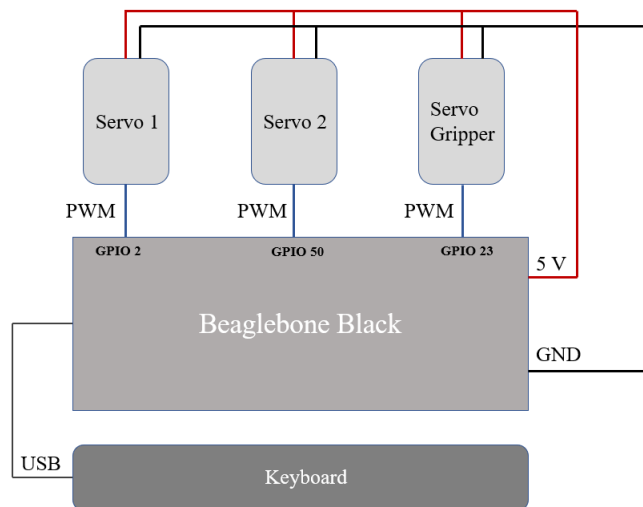 Servo 1
Servo 2
Servo
Gripper
PWM
PWM
PWM
GPIO 2
GPIO 50
GPIO 23
5 V
Beaglebone Black
GND
USB
Keyboard